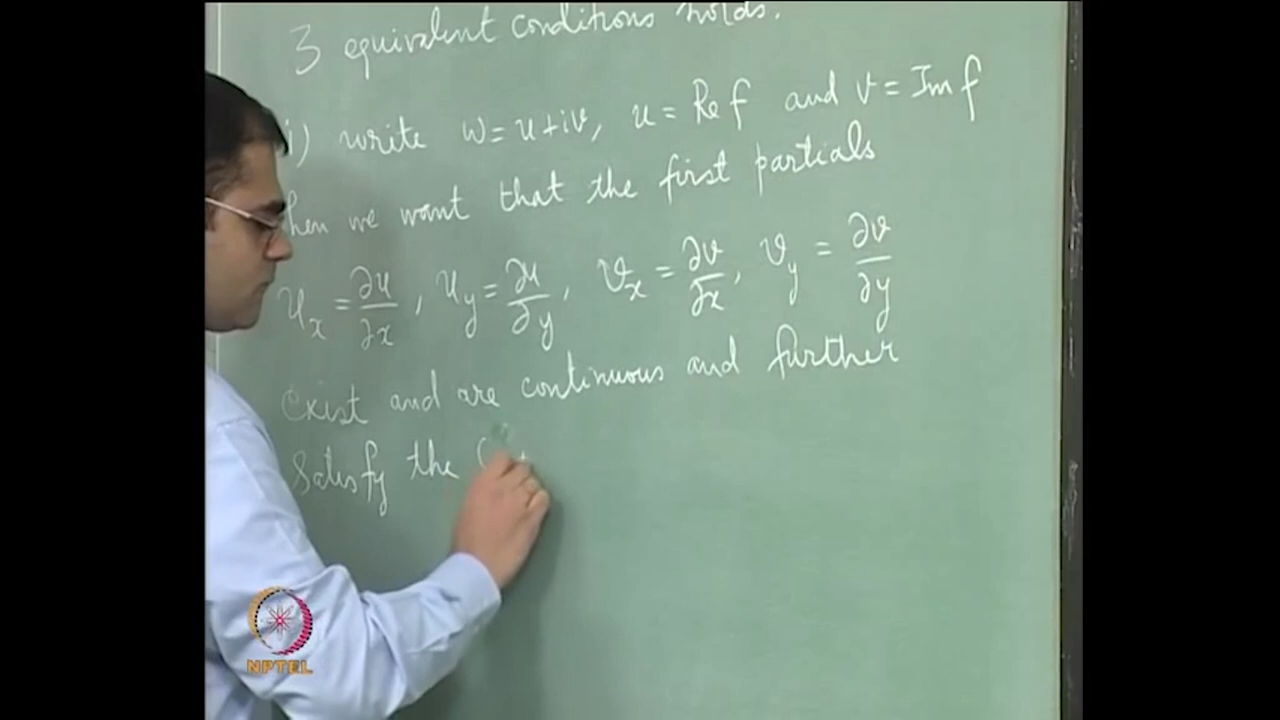 3 equivalent conditions holds.
i) write w = u+iv, u = Re f and v = Im f
then we want that the first partials
u_x = ∂u/∂x, u_y = ∂u/∂y, v_x = ∂v/∂x, v_y = ∂v/∂y
exist and are continuous and further
satisfy the
NPTEL